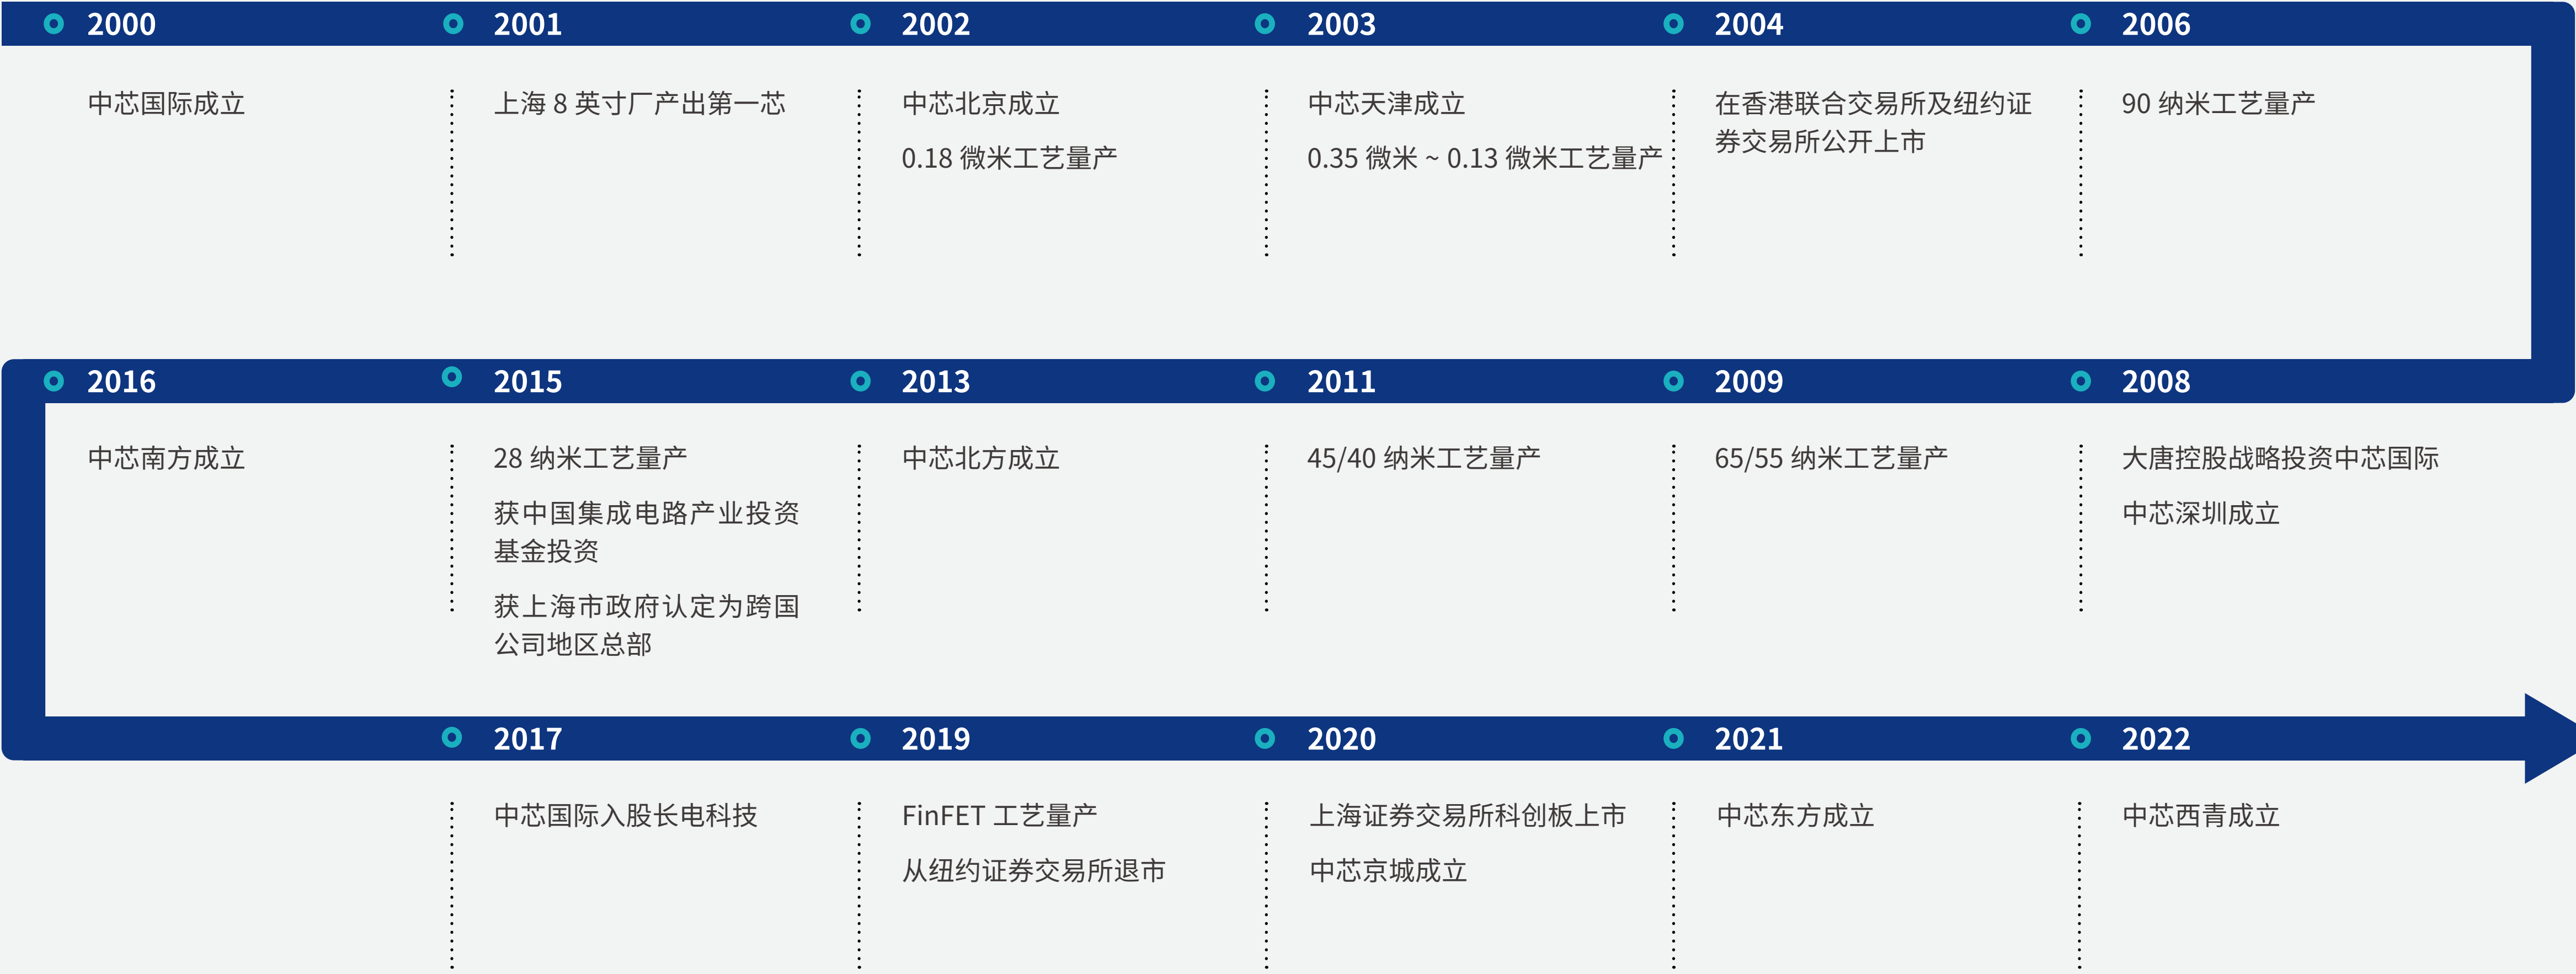 2000
中芯国际成立
2001
上海 8 英寸厂产出第一芯
2002
中芯北京成立
0.18 微米工艺量产
2003
中芯天津成立
0.35 微米 ~ 0.13 微米工艺量产
2004
在香港联合交易所及纽约证
券交易所公开上市
2006
90 纳米工艺量产
2008
大唐控股战略投资中芯国际
中芯深圳成立
2009
65/55 纳米工艺量产
2011
45/40 纳米工艺量产
2013
中芯北方成立
2015
28 纳米工艺量产
获中国集成电路产业投资
基金投资
获上海市政府认定为跨国
公司地区总部
2016
中芯南方成立
2017
中芯国际入股长电科技
2019
FinFET 工艺量产
从纽约证券交易所退市
2020
上海证券交易所科创板上市
中芯京城成立
2021
中芯东方成立
2022
中芯西青成立